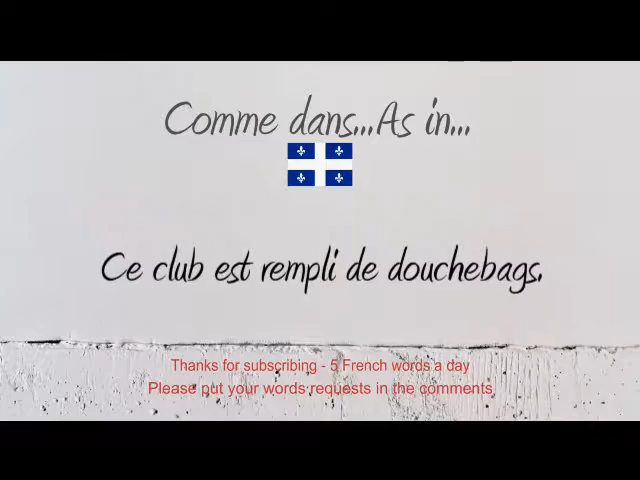 Comme dans...As in...
Ce club est rempli de douchebags.
Thanks for subscribing - 5 French words a day
Please put your words requests in the comments